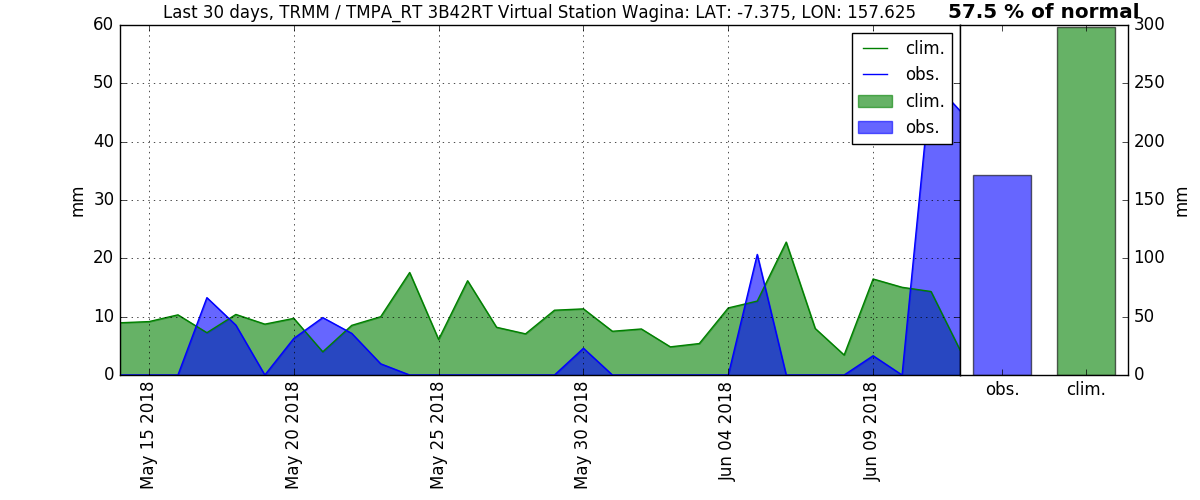 Last 30 days, TRMM / TMPA_RT 3B42RT Virtual Station Wagina: LAT: -7.375, LON: 157.625
57.5 % of normal
clim.
obs.
clim.
obs.
60
50
40
30
20
10
0
mm
300
250
200
150
100
50
0
mm
May 15 2018
May 20 2018
May 25 2018
May 30 2018
Jun 04 2018
Jun 09 2018
obs.
clim.